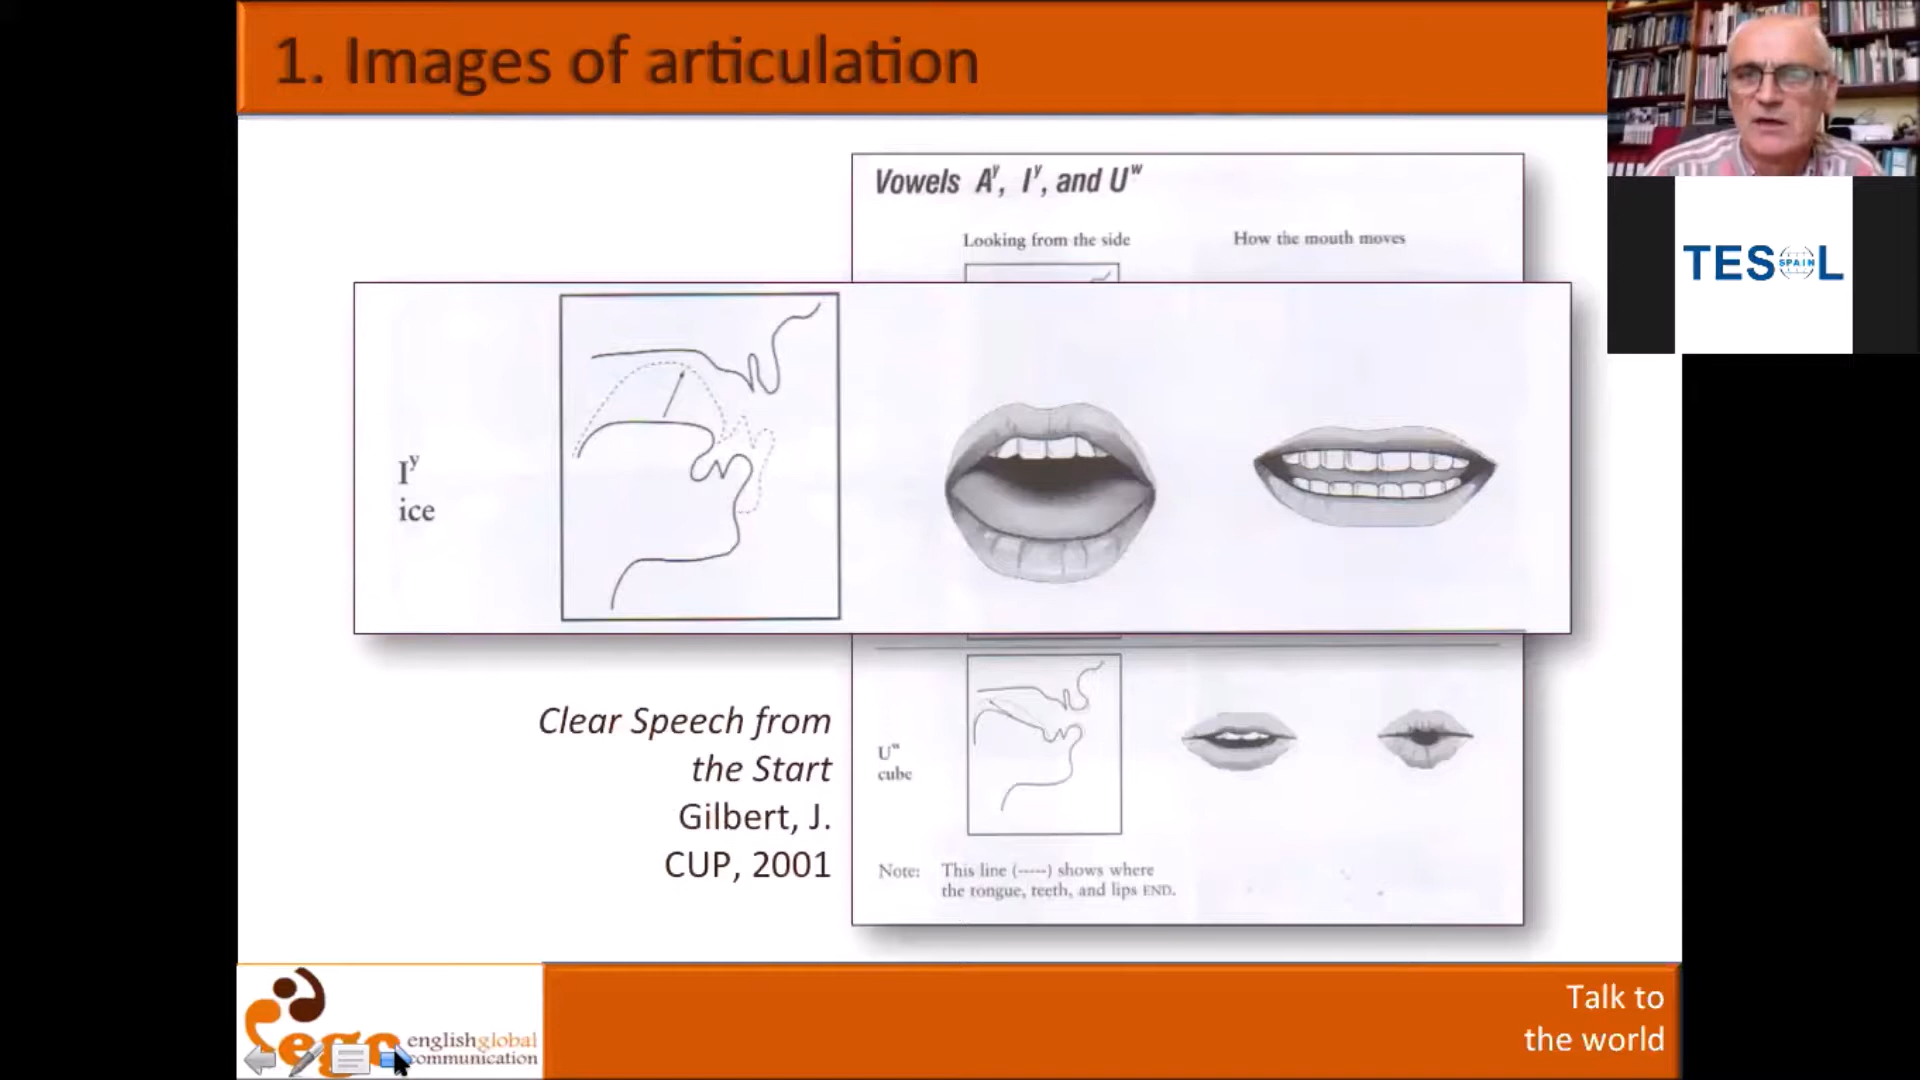 1. Images of articulation
Vowels Aʸ, Iʸ, and Uʷ
Looking from the side
How the mouth moves
Iʸ
ice
Clear Speech from
the Start
Gilbert, J.
CUP, 2001
Uʷ
cube
Note: This line (-----) shows where
the tongue, teeth, and lips END.
TESOL
SPAIN
ego
englishglobal
communication
Talk to
the world